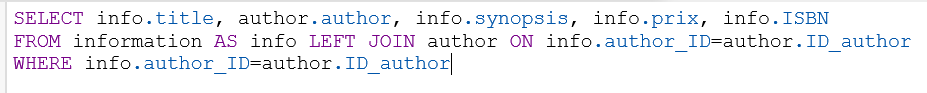 SELECT info.title, author.author, info.synopsis, info.prix, info.ISBN
FROM information AS info LEFT JOIN author ON info.author_ID=author.ID_author
WHERE info.author_ID=author.ID_author